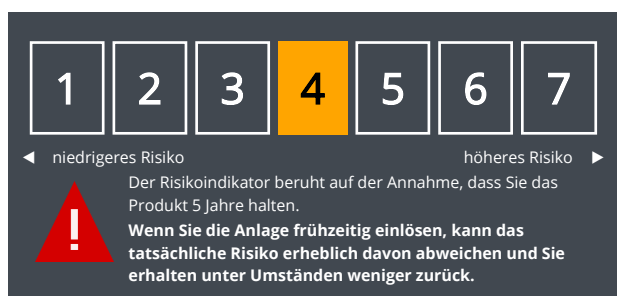 1 2 3 4 5 6 7
◀ niedrigeres Risiko höheres Risiko ▶
Der Risikoindikator beruht auf der Annahme, dass Sie das
Produkt 5 Jahre halten.
Wenn Sie die Anlage frühzeitig einlösen, kann das
tatsächliche Risiko erheblich davon abweichen und Sie
erhalten unter Umständen weniger zurück.
!